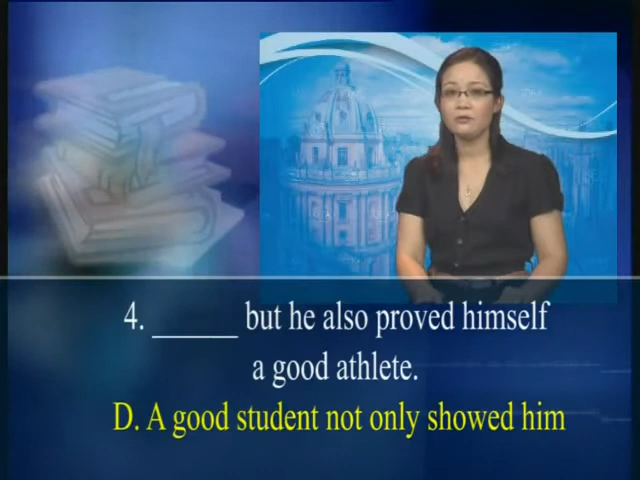 4. ______ but he also proved himself
a good athlete.
D. A good student not only showed him